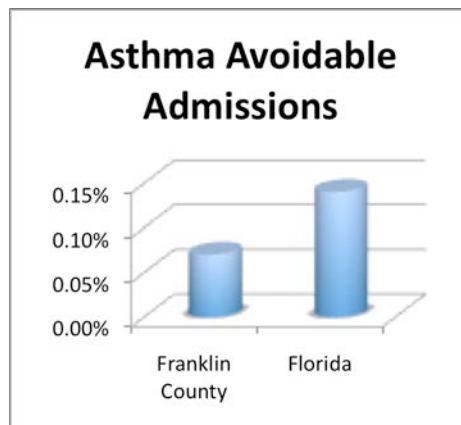 Asthma Avoidable
Admissions
0.15%
0.10%
0.05%
0.00%
Franklin
County
Florida